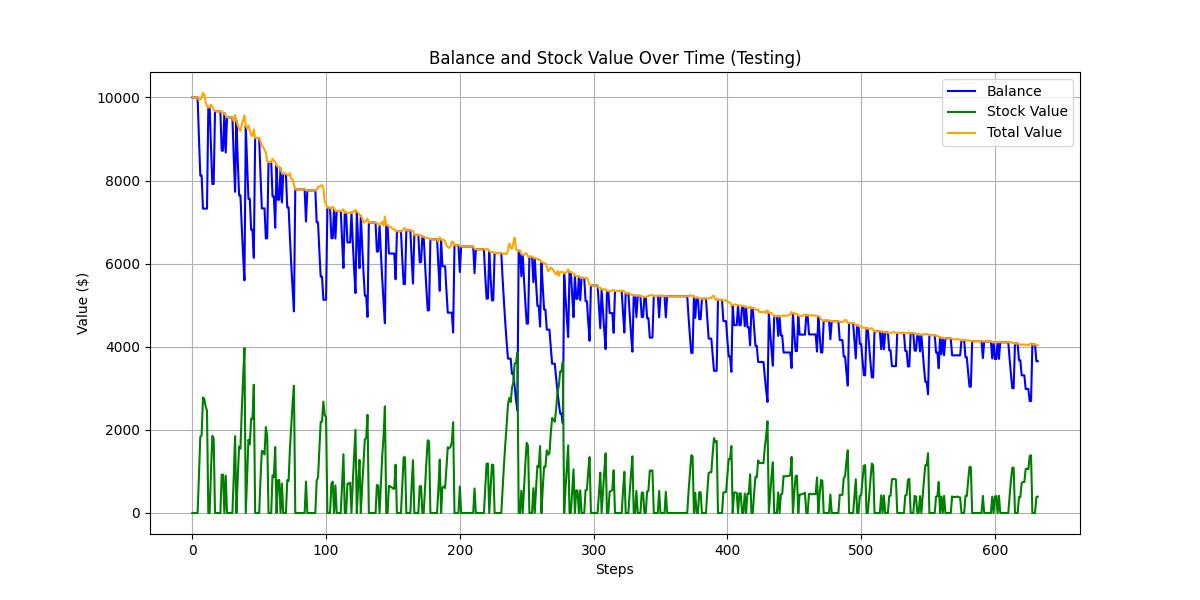 Balance and Stock Value Over Time (Testing)
Balance
Stock Value
Total Value
Value ($)
10000
8000
6000
4000
2000
0
0 100 200 300 400 500 600
Steps